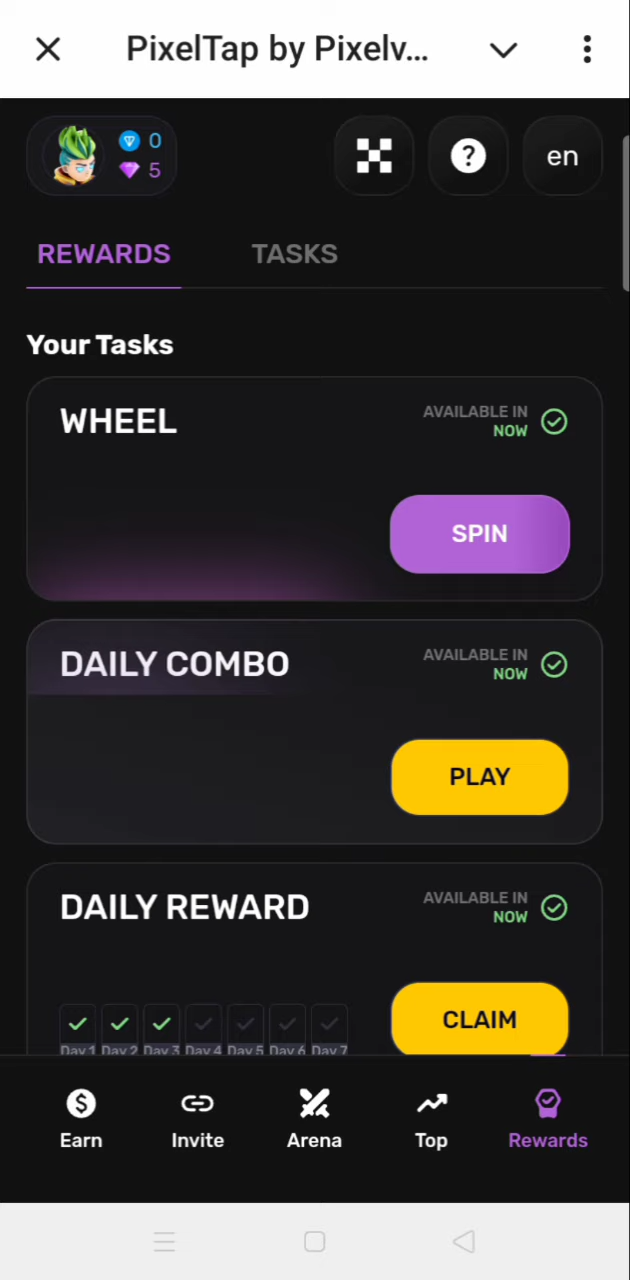 PixelTap by Pixelv...
0
5
en
REWARDS TASKS
Your Tasks
WHEEL
AVAILABLE IN
NOW
SPIN
DAILY COMBO
AVAILABLE IN
NOW
PLAY
DAILY REWARD
AVAILABLE IN
NOW
CLAIM
Day 1 Day 2 Day 3 Day 4 Day 5 Day 6 Day 7
Earn Invite Arena Top Rewards